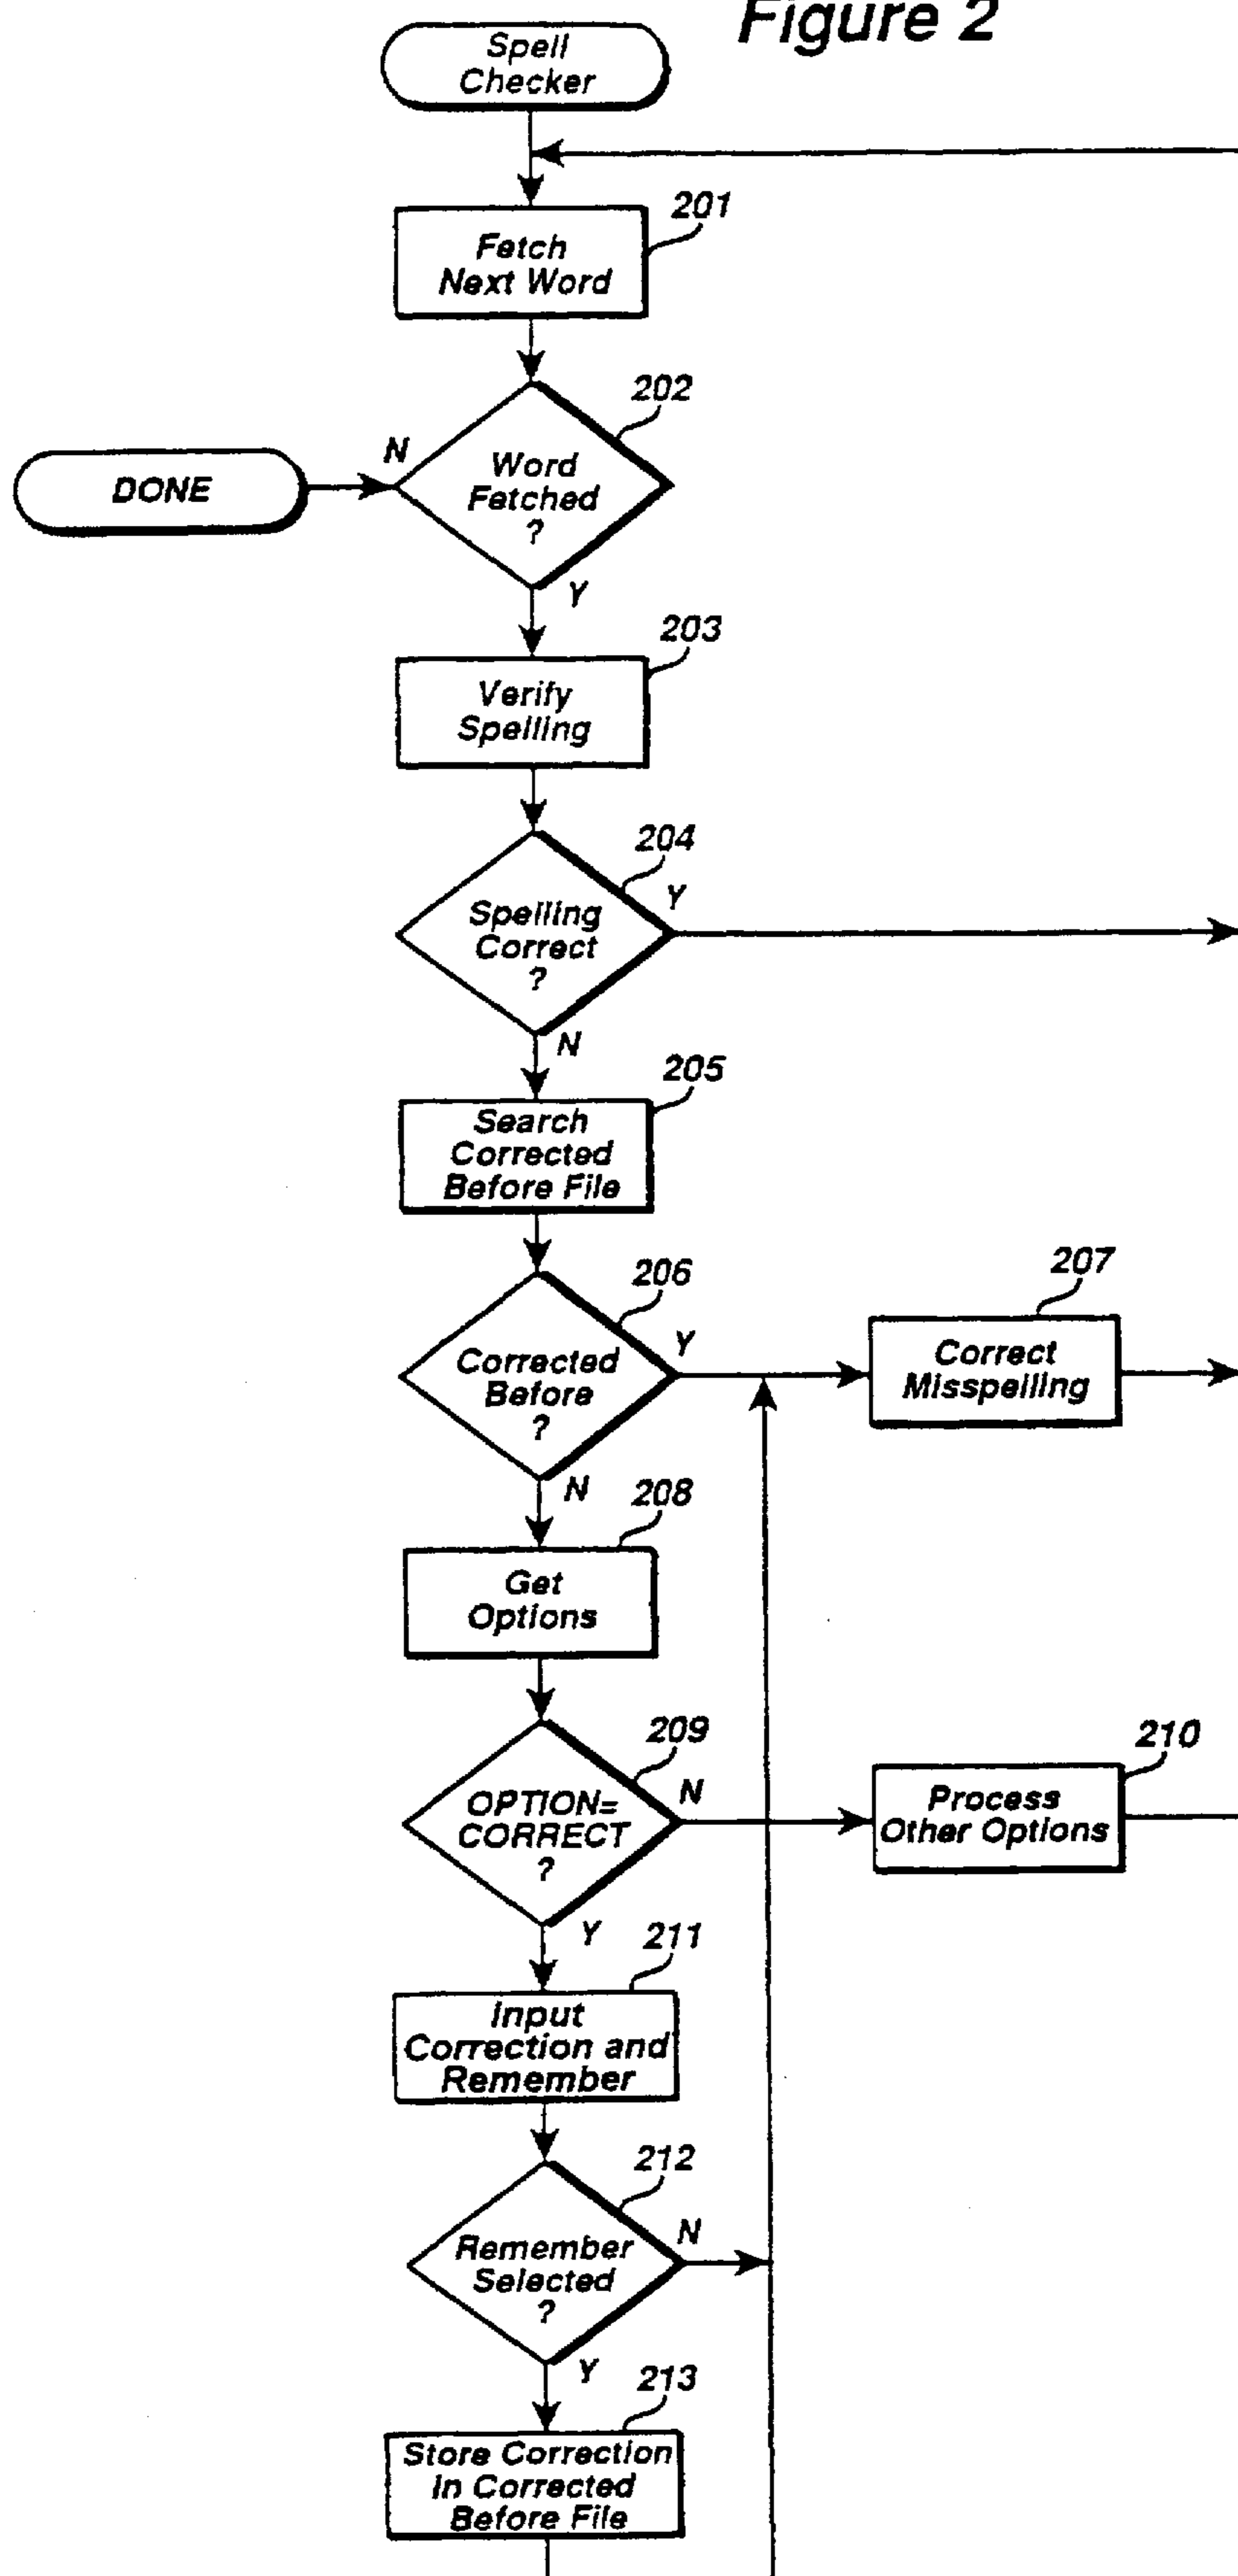 Figure 2
Spell
Checker
201
Fetch
Next Word
202
N
DONE
Word
Fetched
?
Y
203
Verify
Spelling
204
Y
Spelling
Correct
?
N
205
Search
Corrected
Before File
206
207
Y
Corrected
Before
?
Correct
Misspelling
N
208
Get
Options
209
210
N
OPTION=
CORRECT
?
Process
Other Options
Y
211
Input
Correction and
Remember
212
N
Remember
Selected
?
Y
213
Store Correction
in Corrected
Before File